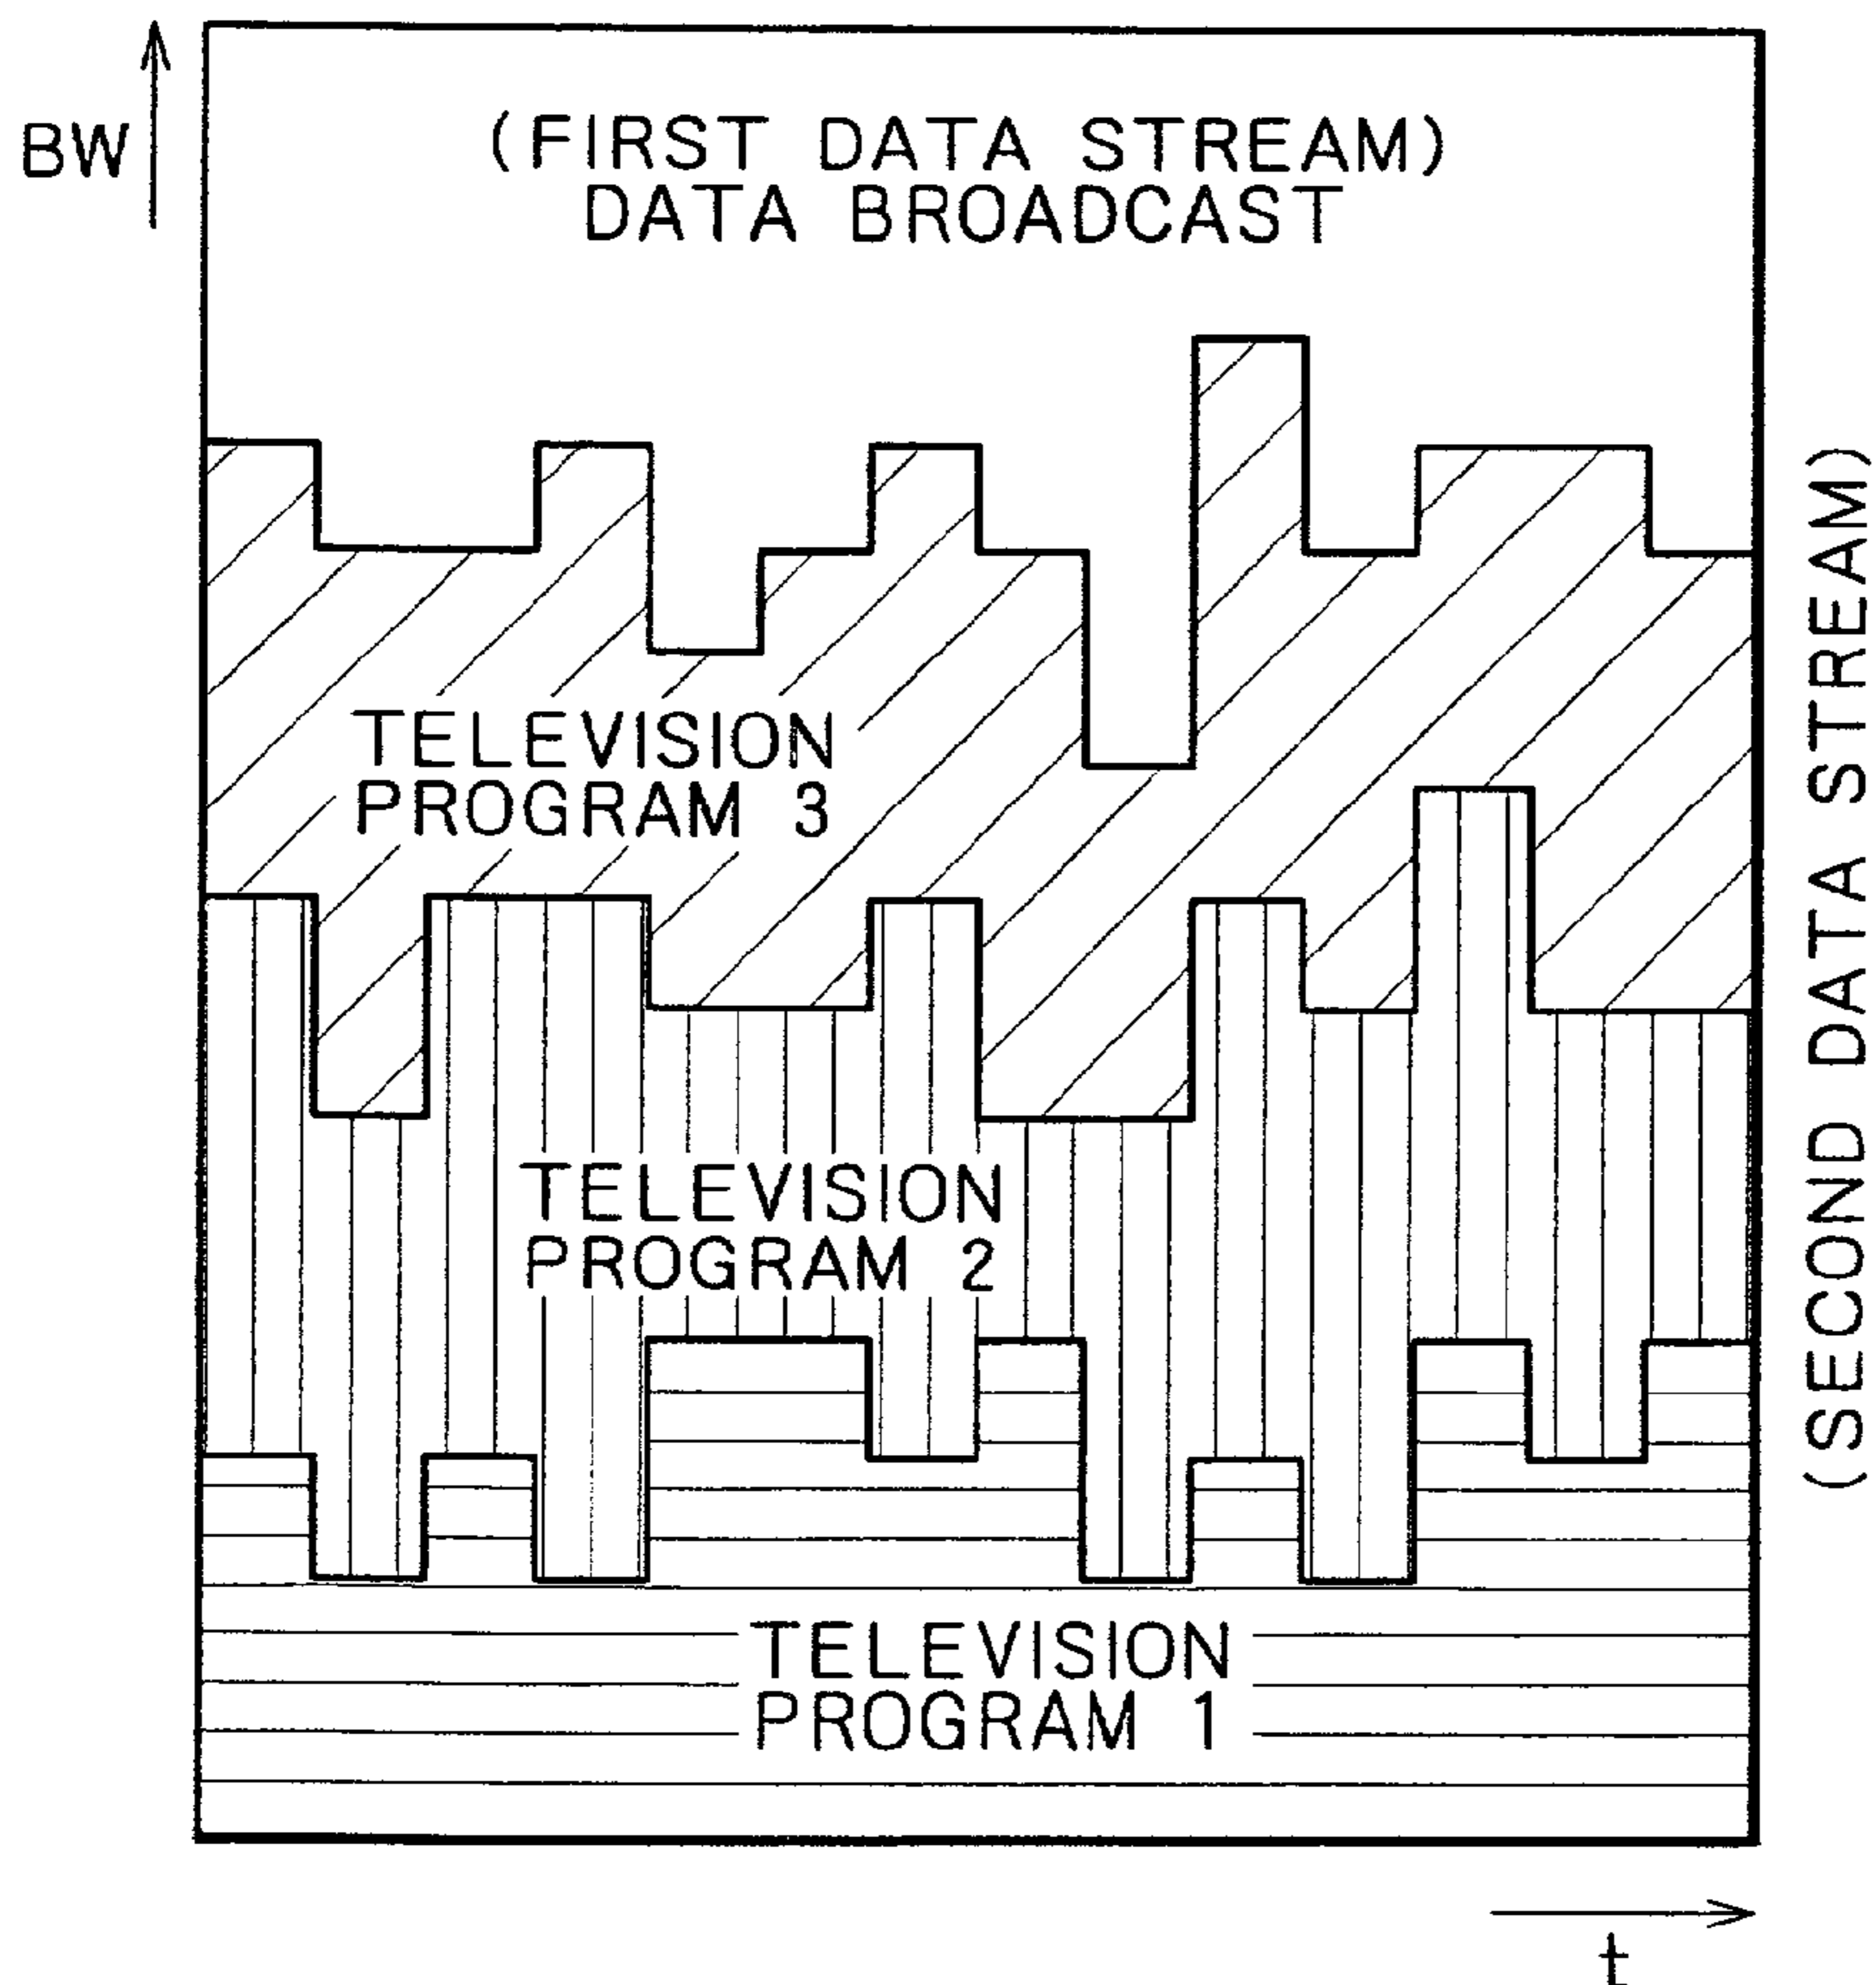 BW
(FIRST DATA STREAM)
DATA BROADCAST
TELEVISION
PROGRAM 3
TELEVISION
PROGRAM 2
TELEVISION
PROGRAM 1
(SECOND DATA STREAM)
t